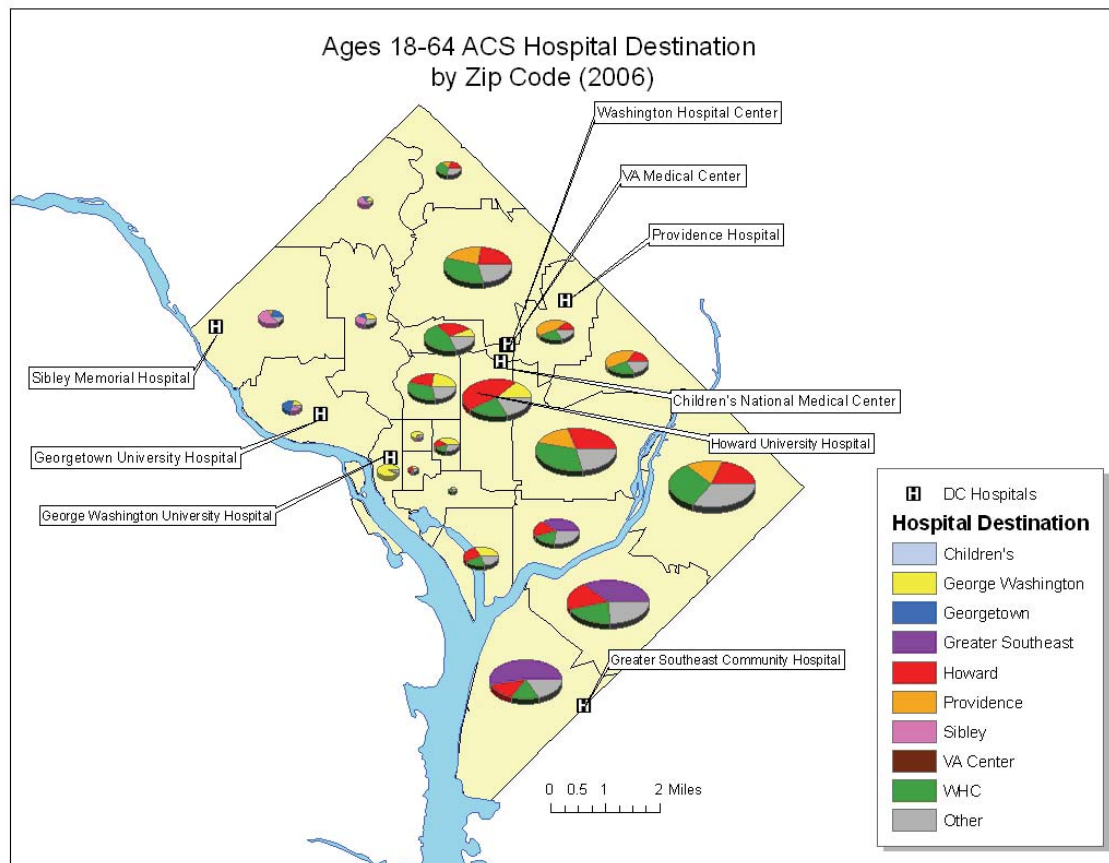 Ages 18-64 ACS Hospital Destination
by Zip Code (2006)
Washington Hospital Center
VA Medical Center
Providence Hospital
Sibley Memorial Hospital
Children's National Medical Center
Howard University Hospital
Georgetown University Hospital
George Washington University Hospital
Greater Southeast Community Hospital
0 0.5 1 2 Miles
H DC Hospitals
Hospital Destination
Children's
George Washington
Georgetown
Greater Southeast
Howard
Providence
Sibley
VA Center
WHC
Other